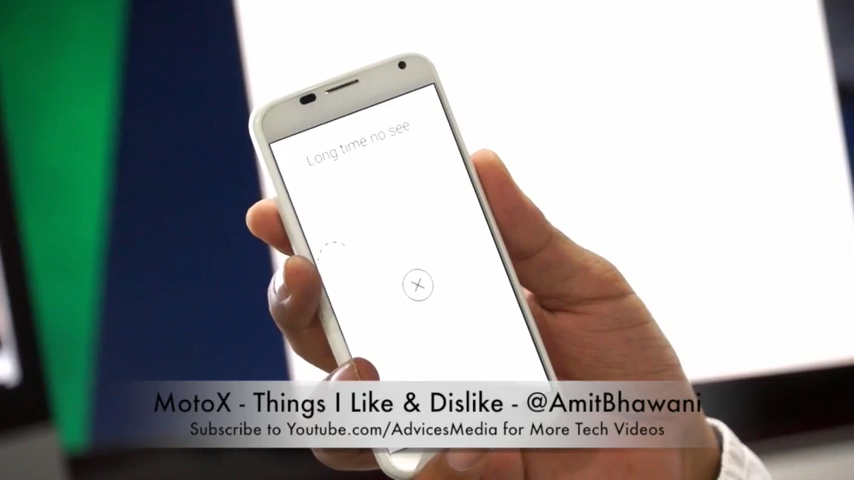 Long time no see
MotoX - Things I Like & Dislike - @AmitBhawani
Subscribe to Youtube.com/AdvicesMedia for More Tech Videos